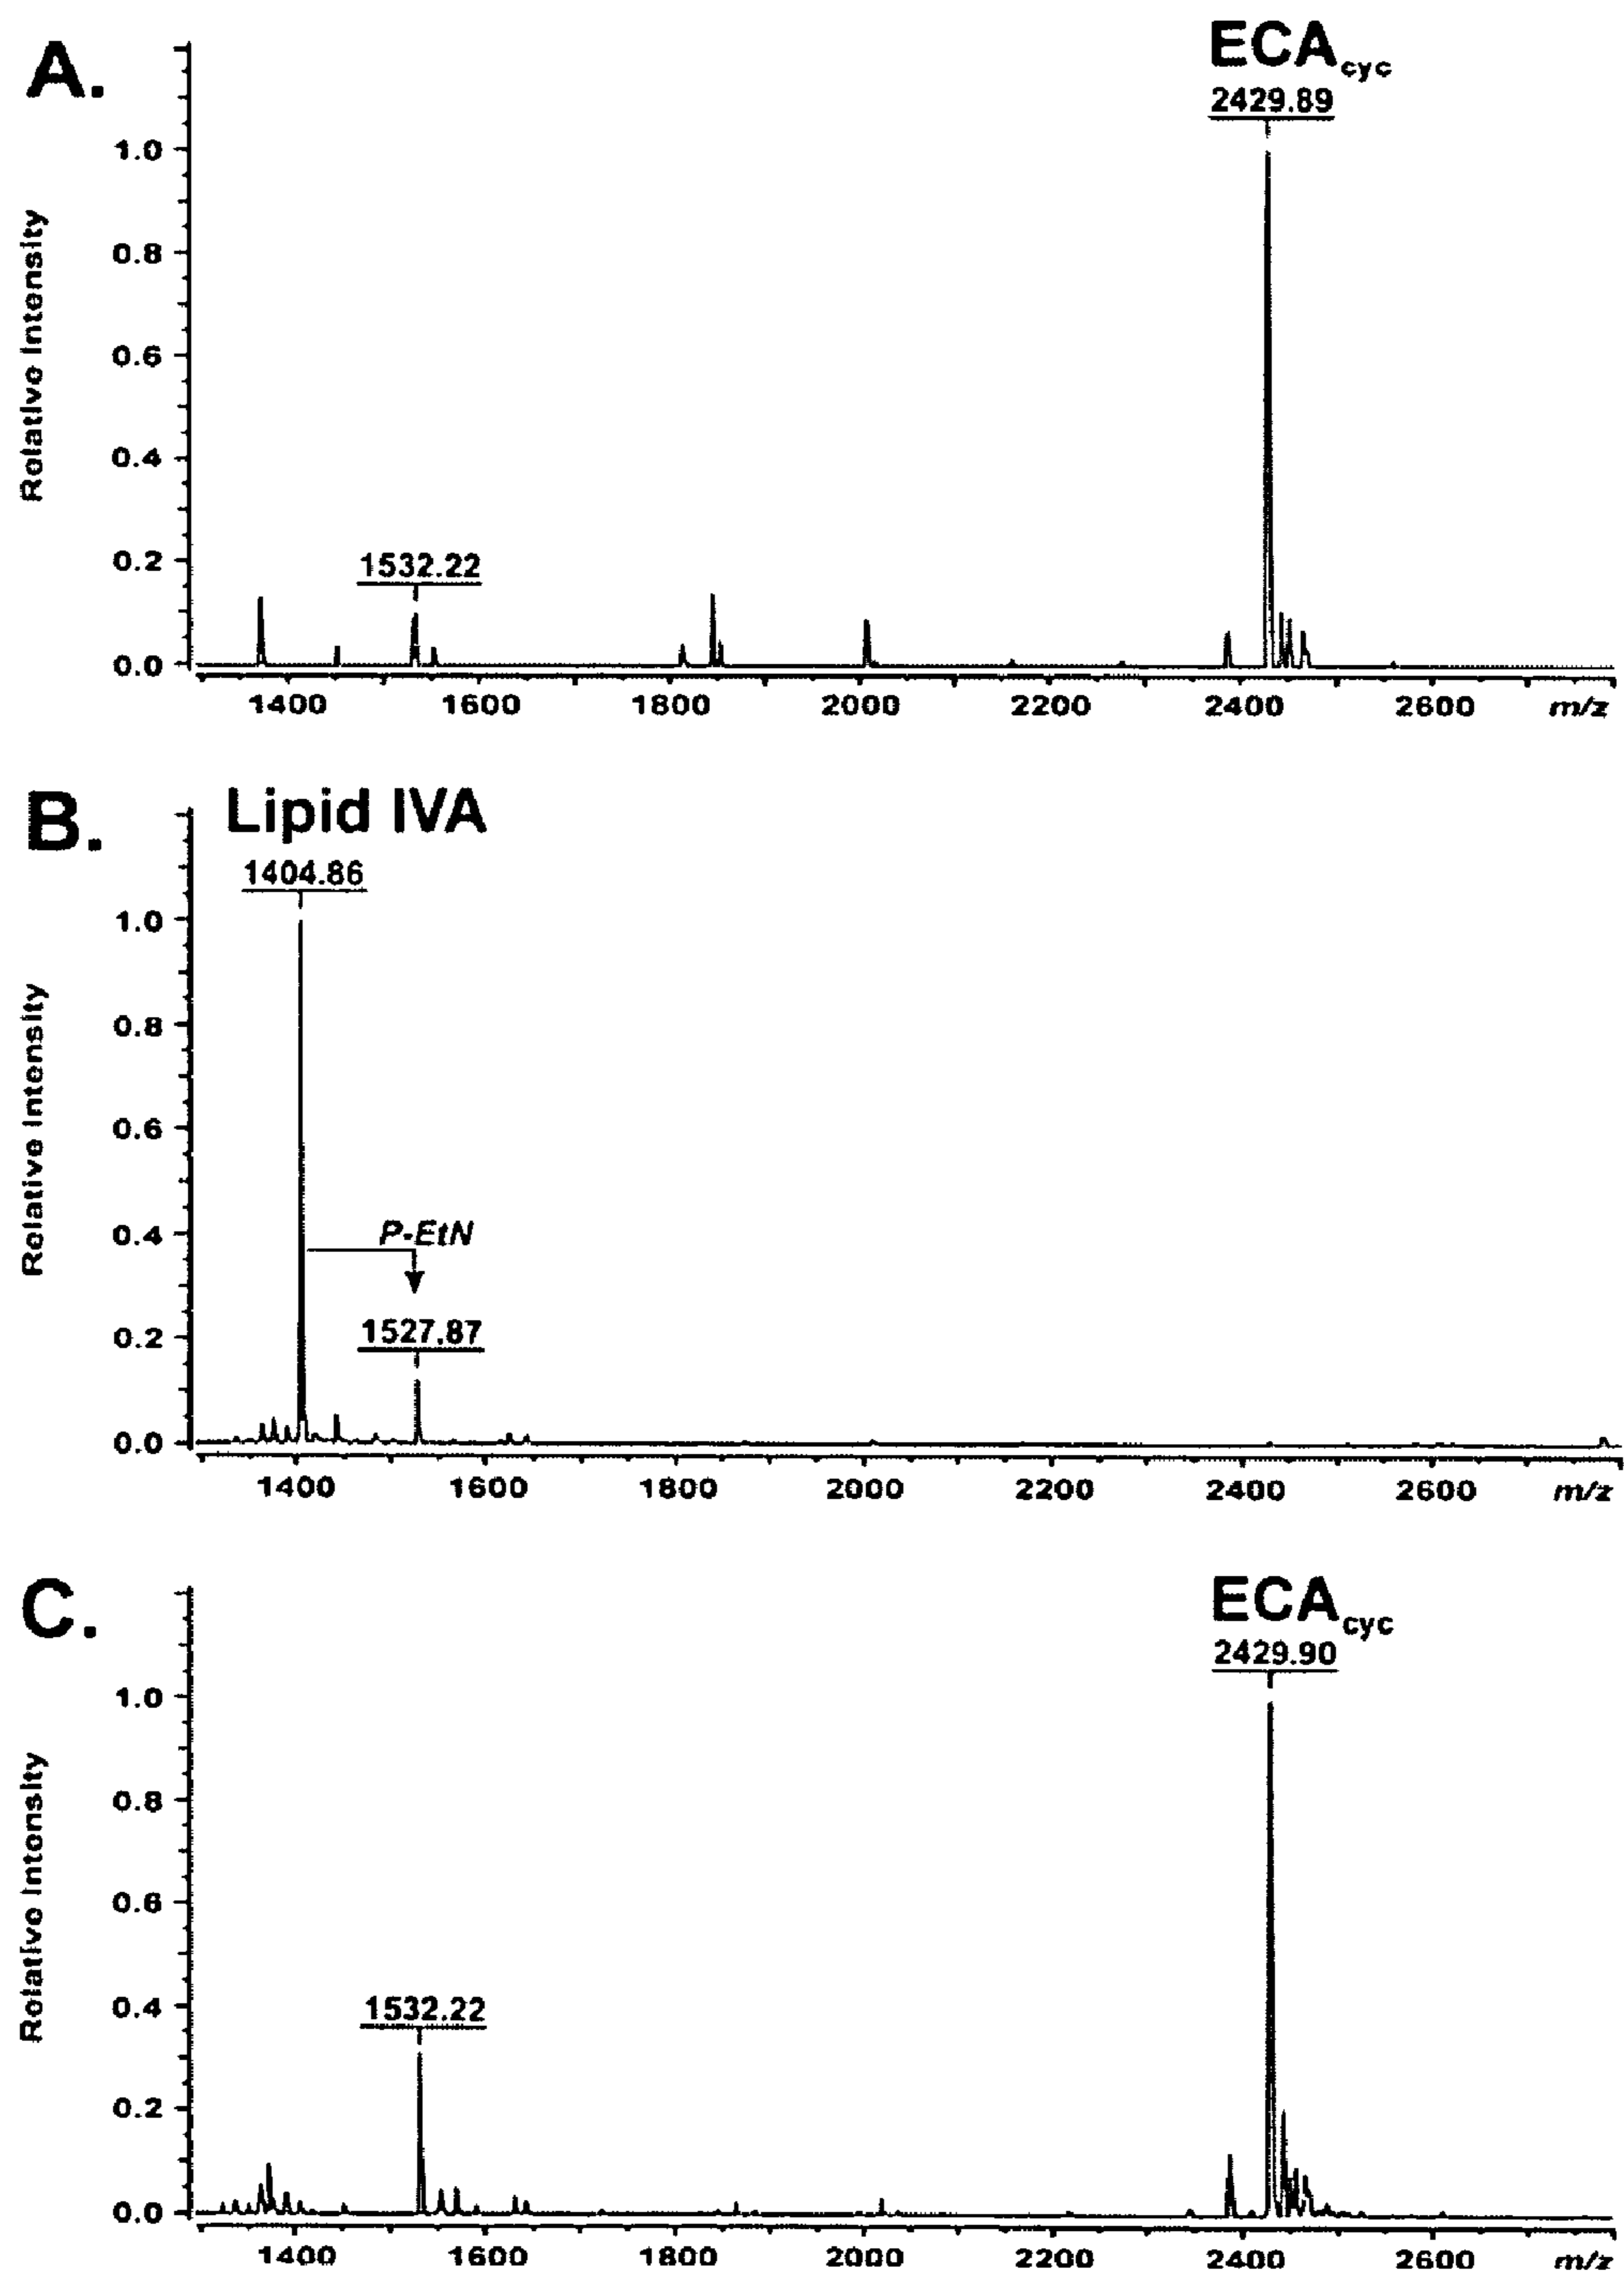 A.
ECAcyc
2429.89
Relative Intensity
1.0
0.8
0.6
0.4
0.2
0.0
1532.22
1400 1600 1800 2000 2200 2400 2600 m/z
B.
Lipid IVA
1404.86
Relative Intensity
1.0
0.8
0.6
0.4
0.2
0.0
P-EtN
1527.87
1400 1600 1800 2000 2200 2400 2600 m/z
C.
ECAcyc
2429.90
Relative Intensity
1.0
0.8
0.6
0.4
0.2
0.0
1532.22
1400 1600 1800 2000 2200 2400 2600 m/z